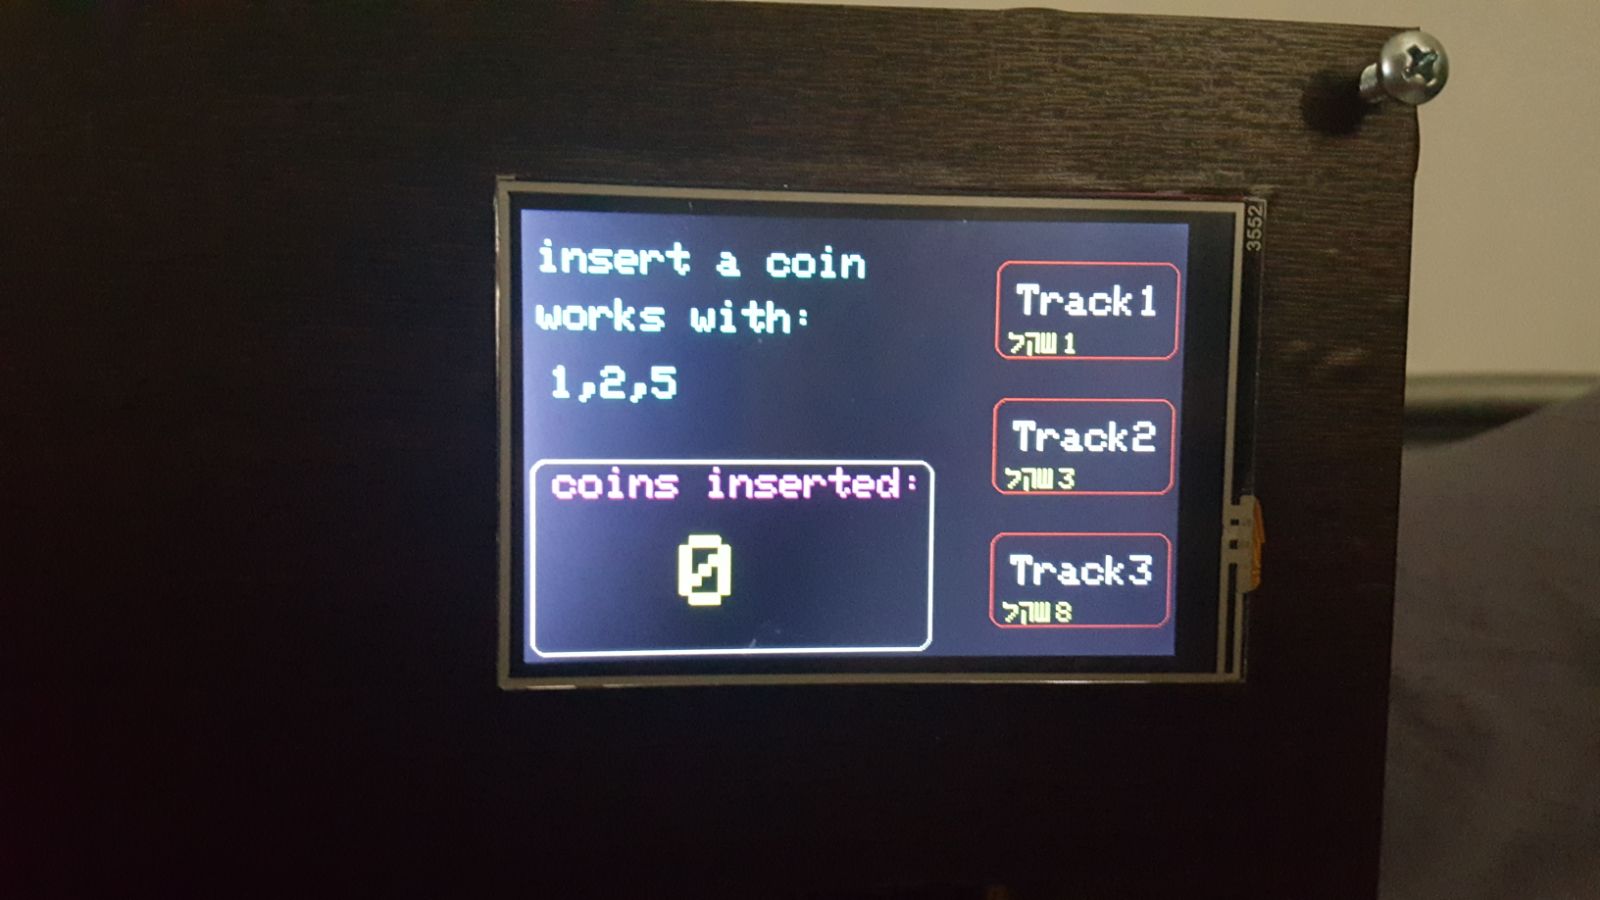 insert a coin
works with:
1,2,5
coins inserted:
0
Track1
1 שקל
Track2
3 שקל
Track3
8 שקל
3552